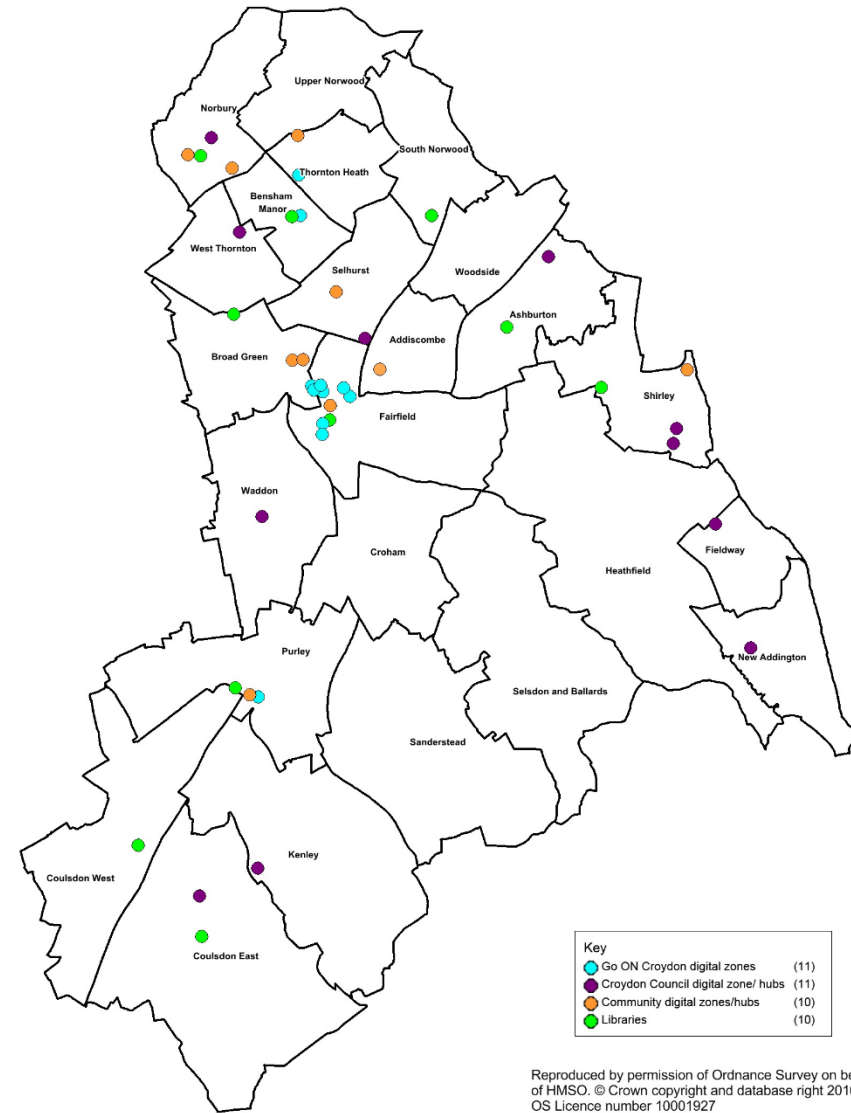 Upper Norwood
Norbury
South Norwood
Thornton Heath
Bensham
Manor
West Thornton
Selhurst
Woodside
Ashburton
Addiscombe
Broad Green
Shirley
Fairfield
Waddon
Croham
Fieldway
Heathfield
Purley
New Addington
Selsdon and Ballards
Sanderstead
Kenley
Coulsdon West
Coulsdon East
Key
Go ON Croydon digital zones (11)
Croydon Council digital zone/ hubs (11)
Community digital zones/hubs (10)
Libraries (10)
Reproduced by permission of Ordnance Survey on
of HMSO. © Crown copyright and database right
OS Licence number 10001927